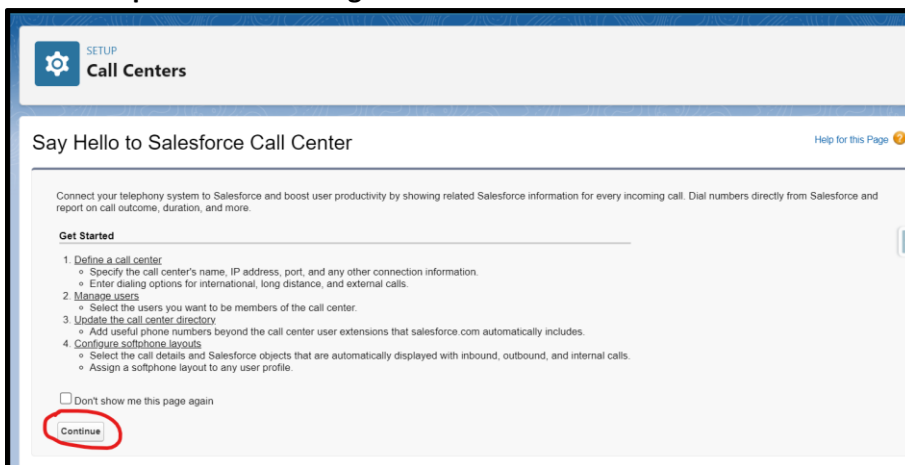 SETUP
Call Centers
Say Hello to Salesforce Call Center
Help for this Page
Connect your telephony system to Salesforce and boost user productivity by showing related Salesforce information for every incoming call. Dial numbers directly from Salesforce and
report on call outcome, duration, and more.
Get Started
1. Define a call center
Specify the call center's name, IP address, port, and any other connection information.
Enter dialing options for international, long distance, and external calls.
2. Manage users
Select the users you want to be members of the call center.
3. Update the call center directory
Add useful phone numbers beyond the call center user extensions that salesforce.com automatically includes.
4. Configure softphone layouts
Select the call details and Salesforce objects that are automatically displayed with inbound, outbound, and internal calls.
Assign a softphone layout to any user profile.
Don't show me this page again
Continue